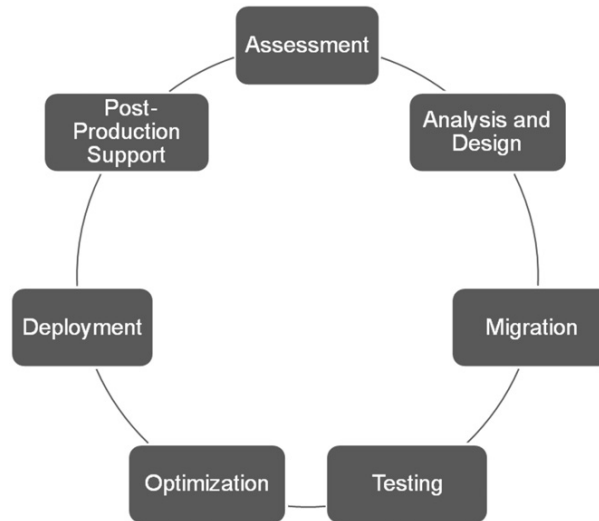 Assessment
Analysis and
Design
Migration
Testing
Optimization
Deployment
Post-
Production
Support